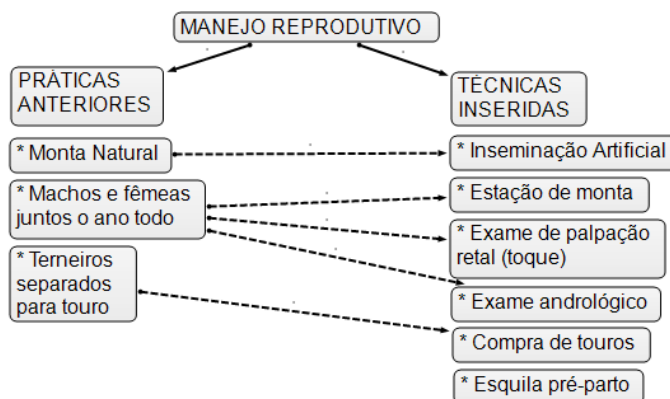 MANEJO REPRODUTIVO
PRÁTICAS
ANTERIORES
* Monta Natural
* Machos e fêmeas
juntos o ano todo
* Terneiros
separados
para touro
TÉCNICAS
INSERIDAS
* Inseminação Artificial
* Estação de monta
* Exame de palpação
retal (toque)
* Exame andrológico
* Compra de touros
* Esquila pré-parto